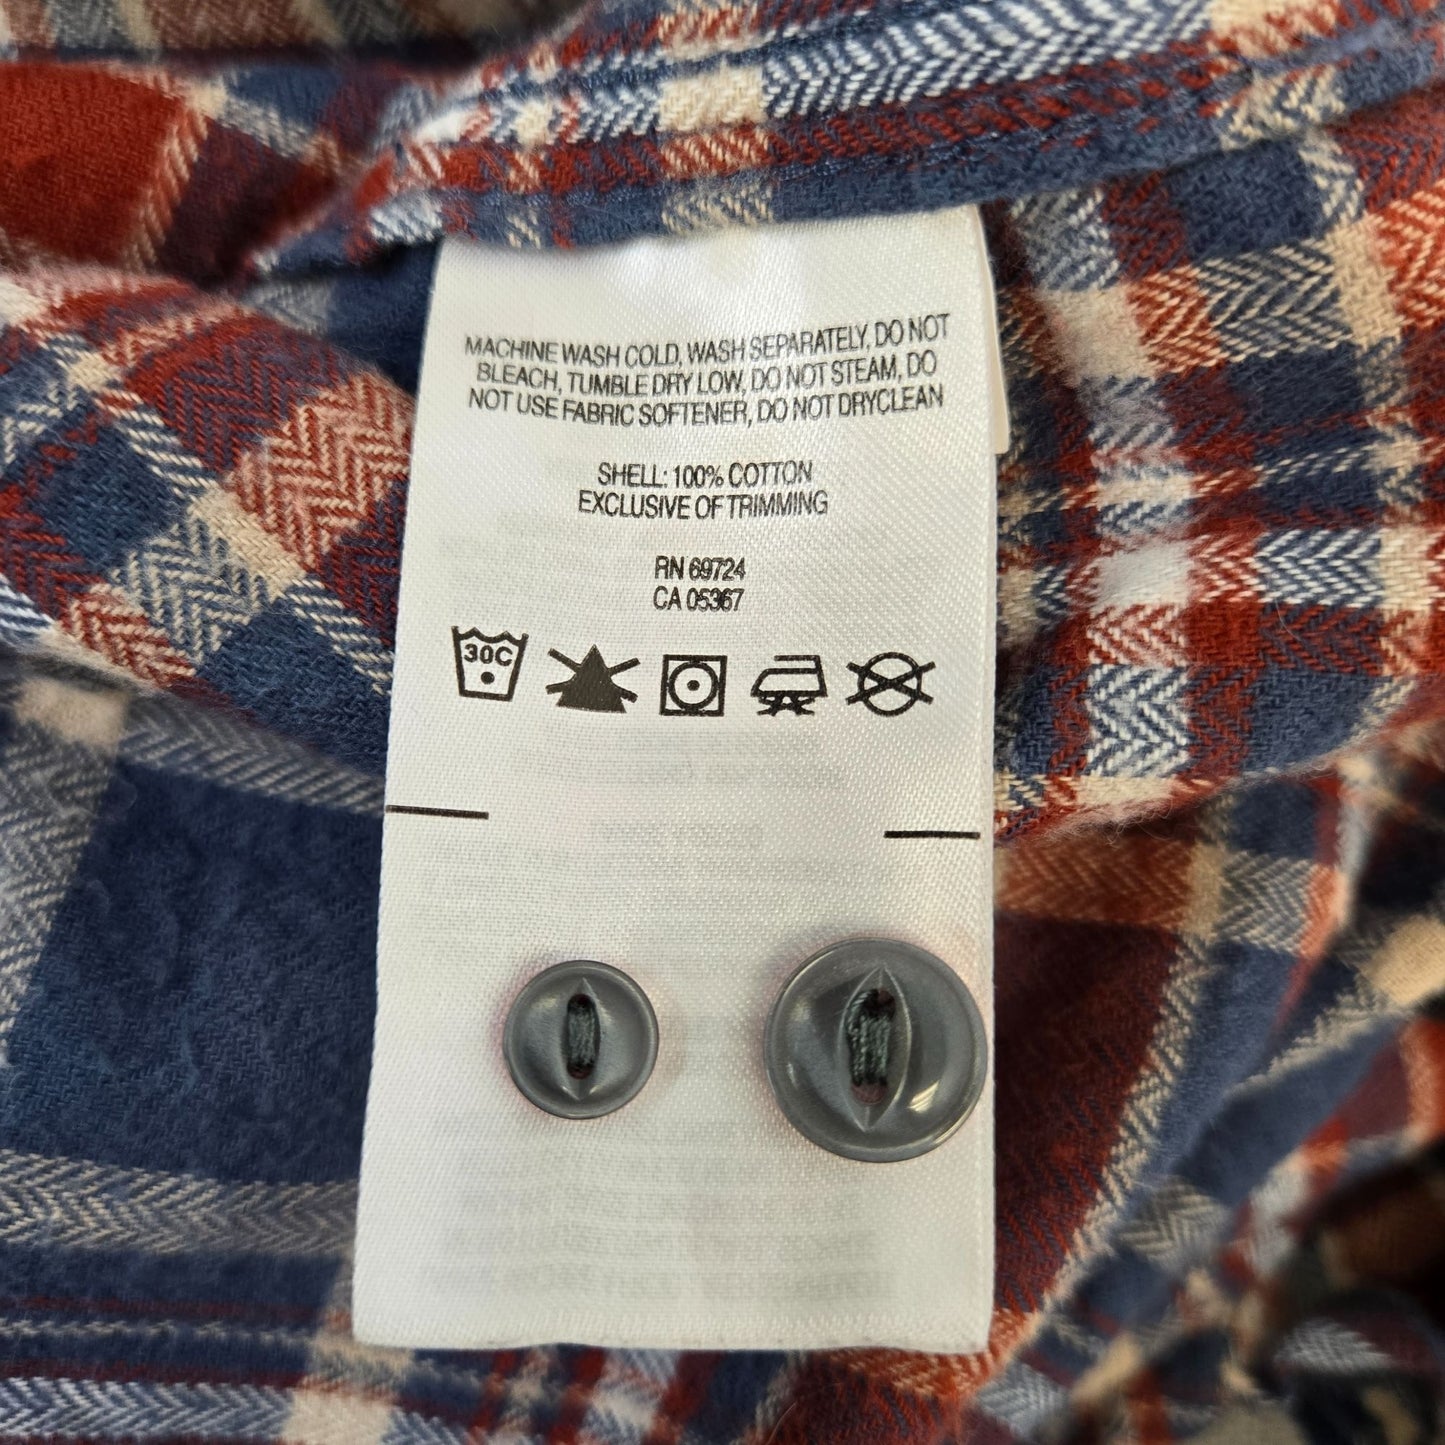 MACHINE WASH COLD, WASH SEPARATELY, DO NOT
BLEACH, TUMBLE DRY LOW, DO NOT STEAM, DO
NOT USE FABRIC SOFTENER, DO NOT DRYCLEAN
SHELL: 100% COTTON
EXCLUSIVE OF TRIMMING
RN 69724
CA 05367
30C